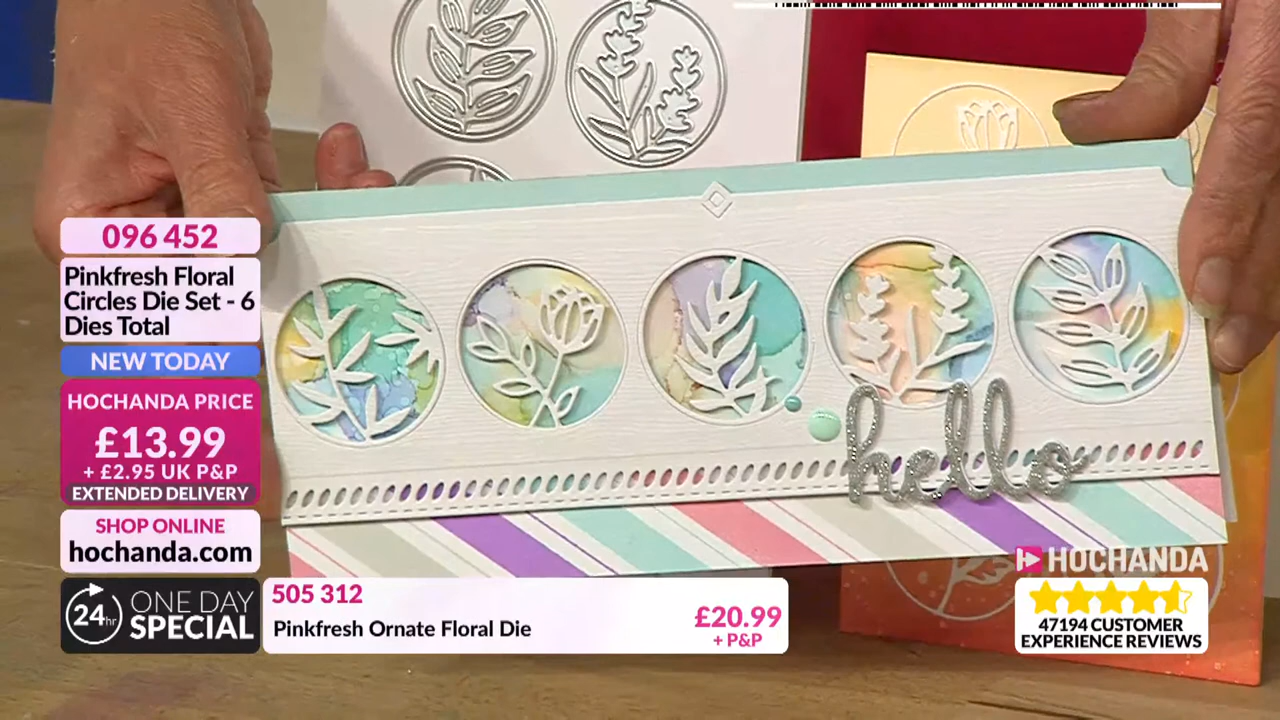 096 452
Pinkfresh Floral
Circles Die Set - 6
Dies Total
NEW TODAY
HOCHANDA PRICE
£13.99
+ £2.95 UK P&P
EXTENDED DELIVERY
SHOP ONLINE
hochanda.com
24hr
ONE DAY
SPECIAL
505 312
Pinkfresh Ornate Floral Die
£20.99
+ P&P
hello
HOCHANDA
47194 CUSTOMER
EXPERIENCE REVIEWS